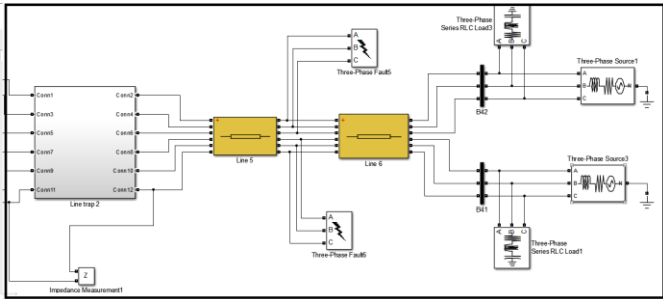 Three-Phase
Series RLC Load3
A
B
C
Three-Phase Fault5
Three-Phase Source1
A
B
C
N
A
B
C
B42
Conn1
Conn3
Conn5
Conn7
Conn9
Conn11
Conn2
Conn4
Conn6
Conn8
Conn10
Conn12
Line trap 2
Line 5
Line 6
Three-Phase Source3
A
B
C
N
B41
A
B
C
Three-Phase
Series RLC Load1
A
B
C
Three-Phase Fault6
Z
Impedance Measurement1